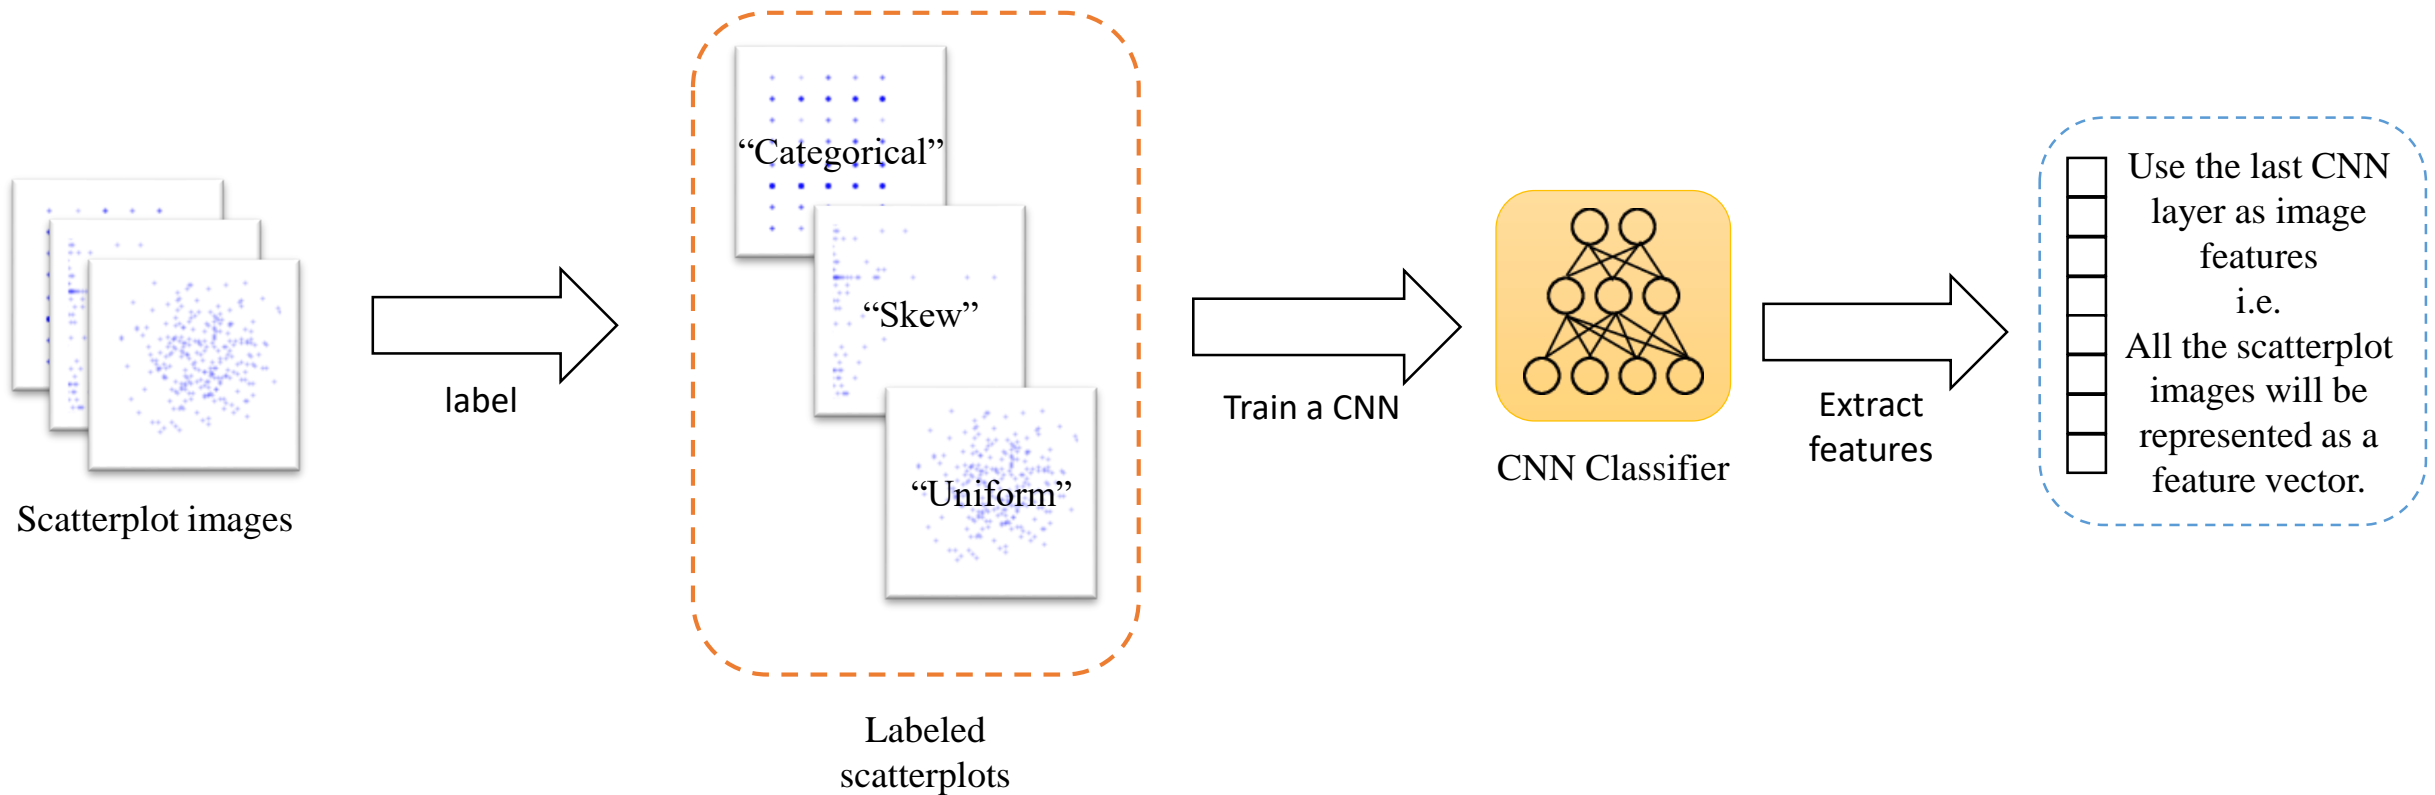 Scatterplot images
label
“Categorical”
“Skew”
“Uniform”
Labeled
scatterplots
Train a CNN
CNN Classifier
Extract
features
Use the last CNN
layer as image
features
i.e.
All the scatterplot
images will be
represented as a
feature vector.